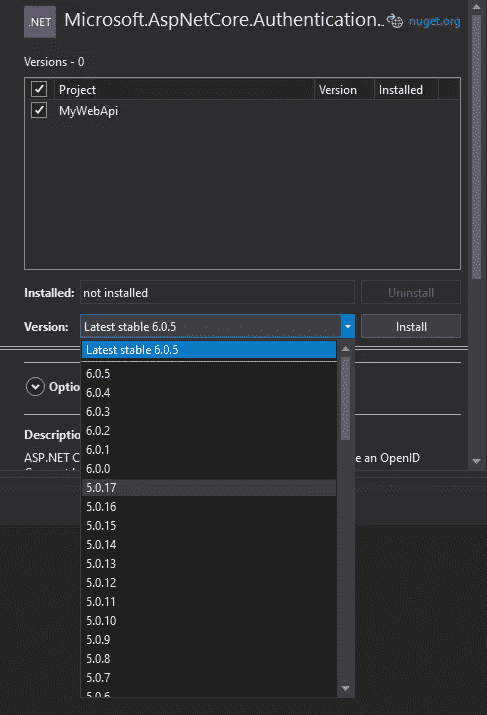 .NET Microsoft.AspNetCore.Authentication.. nuget.org
Versions - 0
Project Version Installed
MyWebApi
Installed: not installed Uninstall
Version: Latest stable 6.0.5 Install
Latest stable 6.0.5
6.0.5
Optio
6.0.4
6.0.3
6.0.2
Descriptio
6.0.1
ASP.NET C e an OpenID
6.0.0
5.0.17
5.0.16
5.0.15
5.0.14
5.0.13
5.0.12
5.0.11
5.0.10
5.0.9
5.0.8
5.0.7
5.0.6